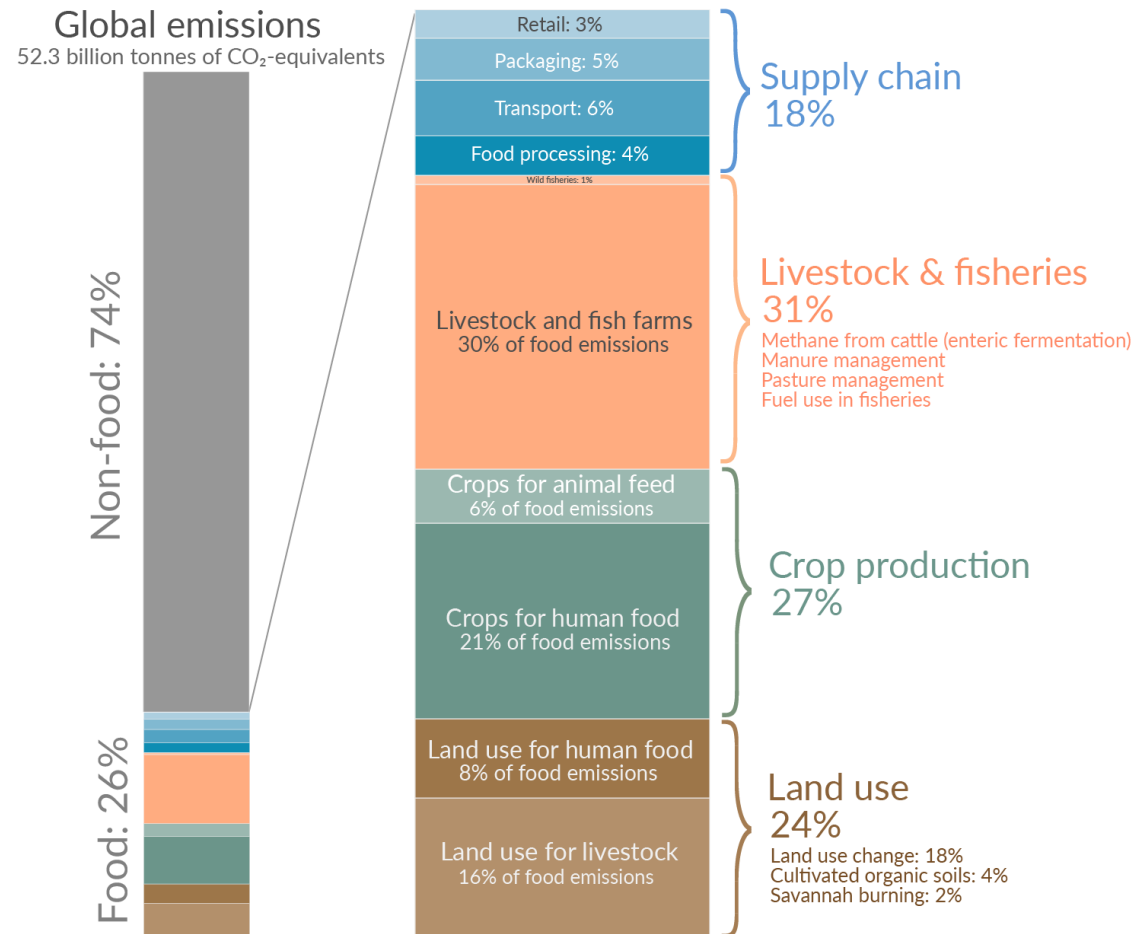 Global emissions
52.3 billion tonnes of CO₂-equivalents
Non-food: 74%
Food: 26%
Retail: 3%
Packaging: 5%
Transport: 6%
Food processing: 4%
Wild fisheries: 1%
Livestock and fish farms
30% of food emissions
Crops for animal feed
6% of food emissions
Crops for human food
21% of food emissions
Land use for human food
8% of food emissions
Land use for livestock
16% of food emissions
Supply chain
18%
Livestock & fisheries
31%
Methane from cattle (enteric fermentation)
Manure management
Pasture management
Fuel use in fisheries
Crop production
27%
Land use
24%
Land use change: 18%
Cultivated organic soils: 4%
Savannah burning: 2%